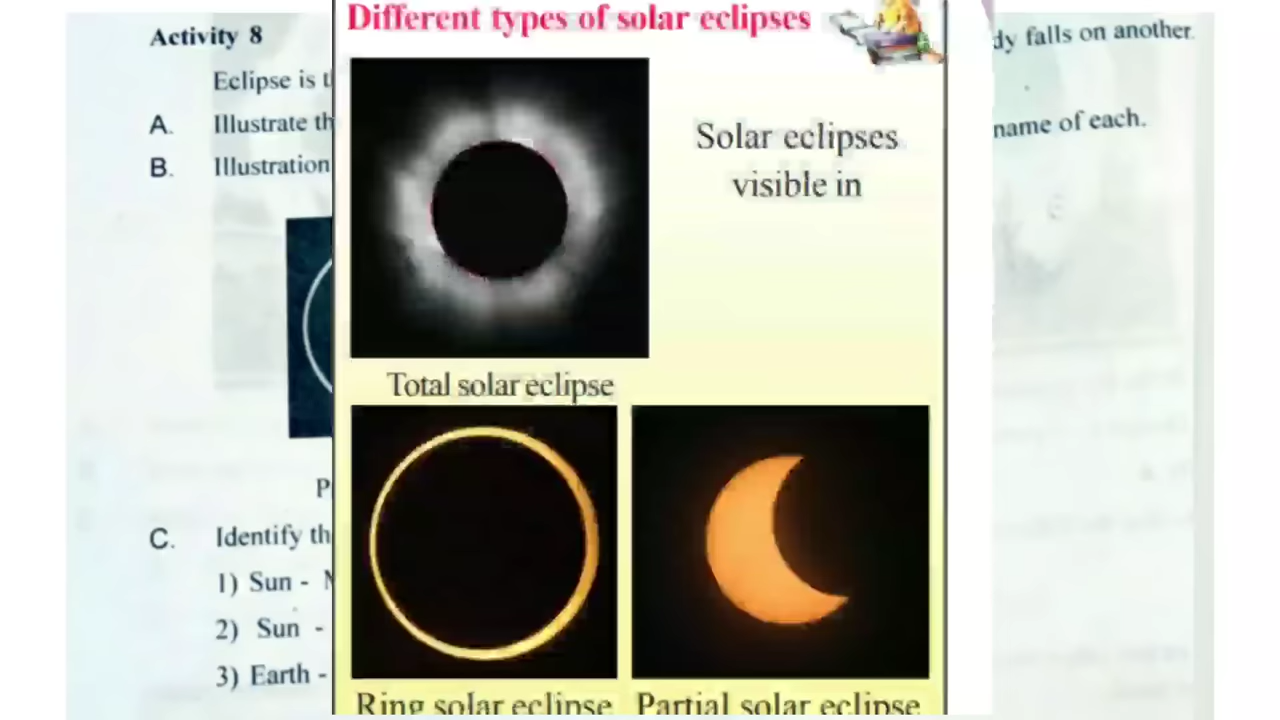 Activity 8
Eclipse is t
A. Illustrate th
B. Illustration
P
C. Identify th
1) Sun -
2) Sun -
3) Earth -
Different types of solar eclipses
Solar eclipses
visible in
Total solar eclipse
Ring solar eclipse
Partial solar eclipse
dy falls on another.
name of each.